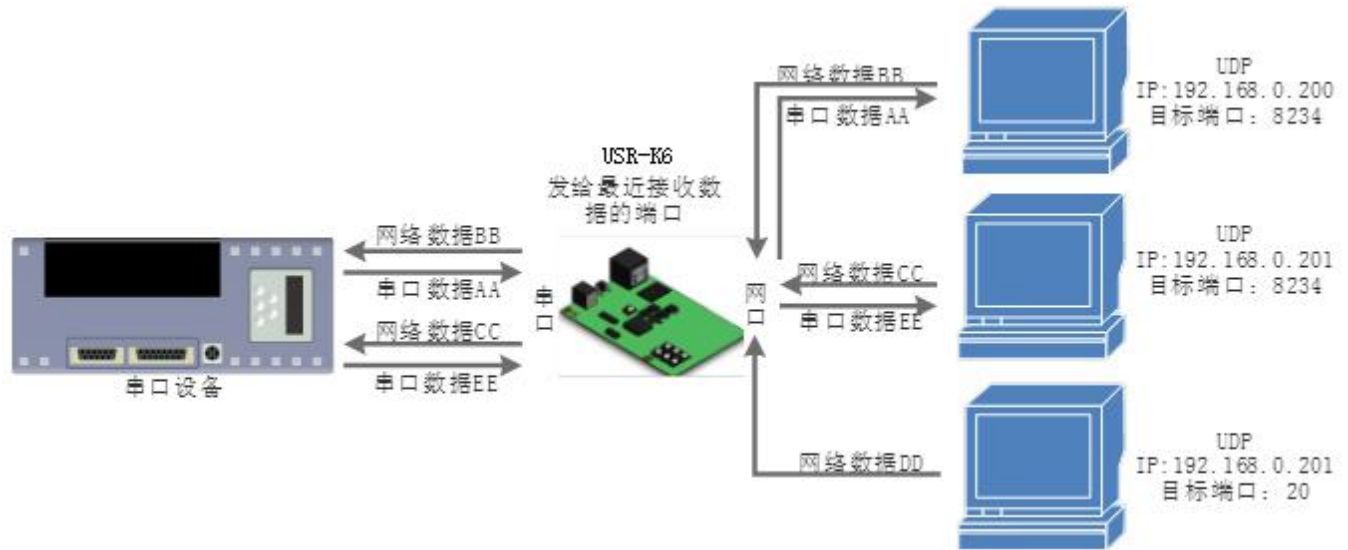 网络数据BB
串口数据AA
UDP
IP:192.168.0.200
目标端口：8234
USR-K6
发给最近接收数
据的端口
网络数据BB
串口数据AA
网络数据CC
串口数据EE
串口设备
串口
网口
网络数据CC
串口数据EE
UDP
IP:192.168.0.201
目标端口：8234
网络数据DD
UDP
IP:192.168.0.201
目标端口：20